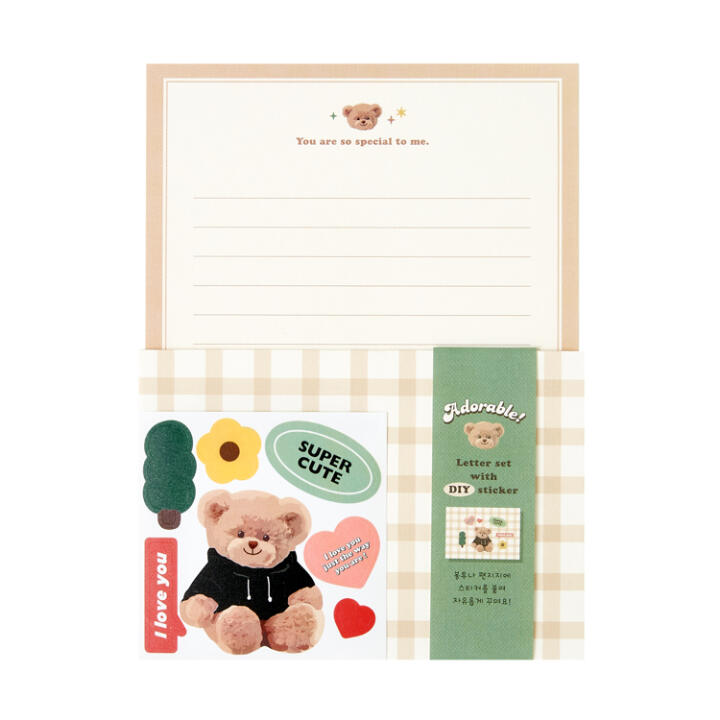 You are so special to me.
Adorable!
Letter set
with
DIY sticker
봉투나 편지지에
스티커를 붙여
자유롭게 꾸며요!
SUPER
CUTE
I love you
just the way
you are!
I love you